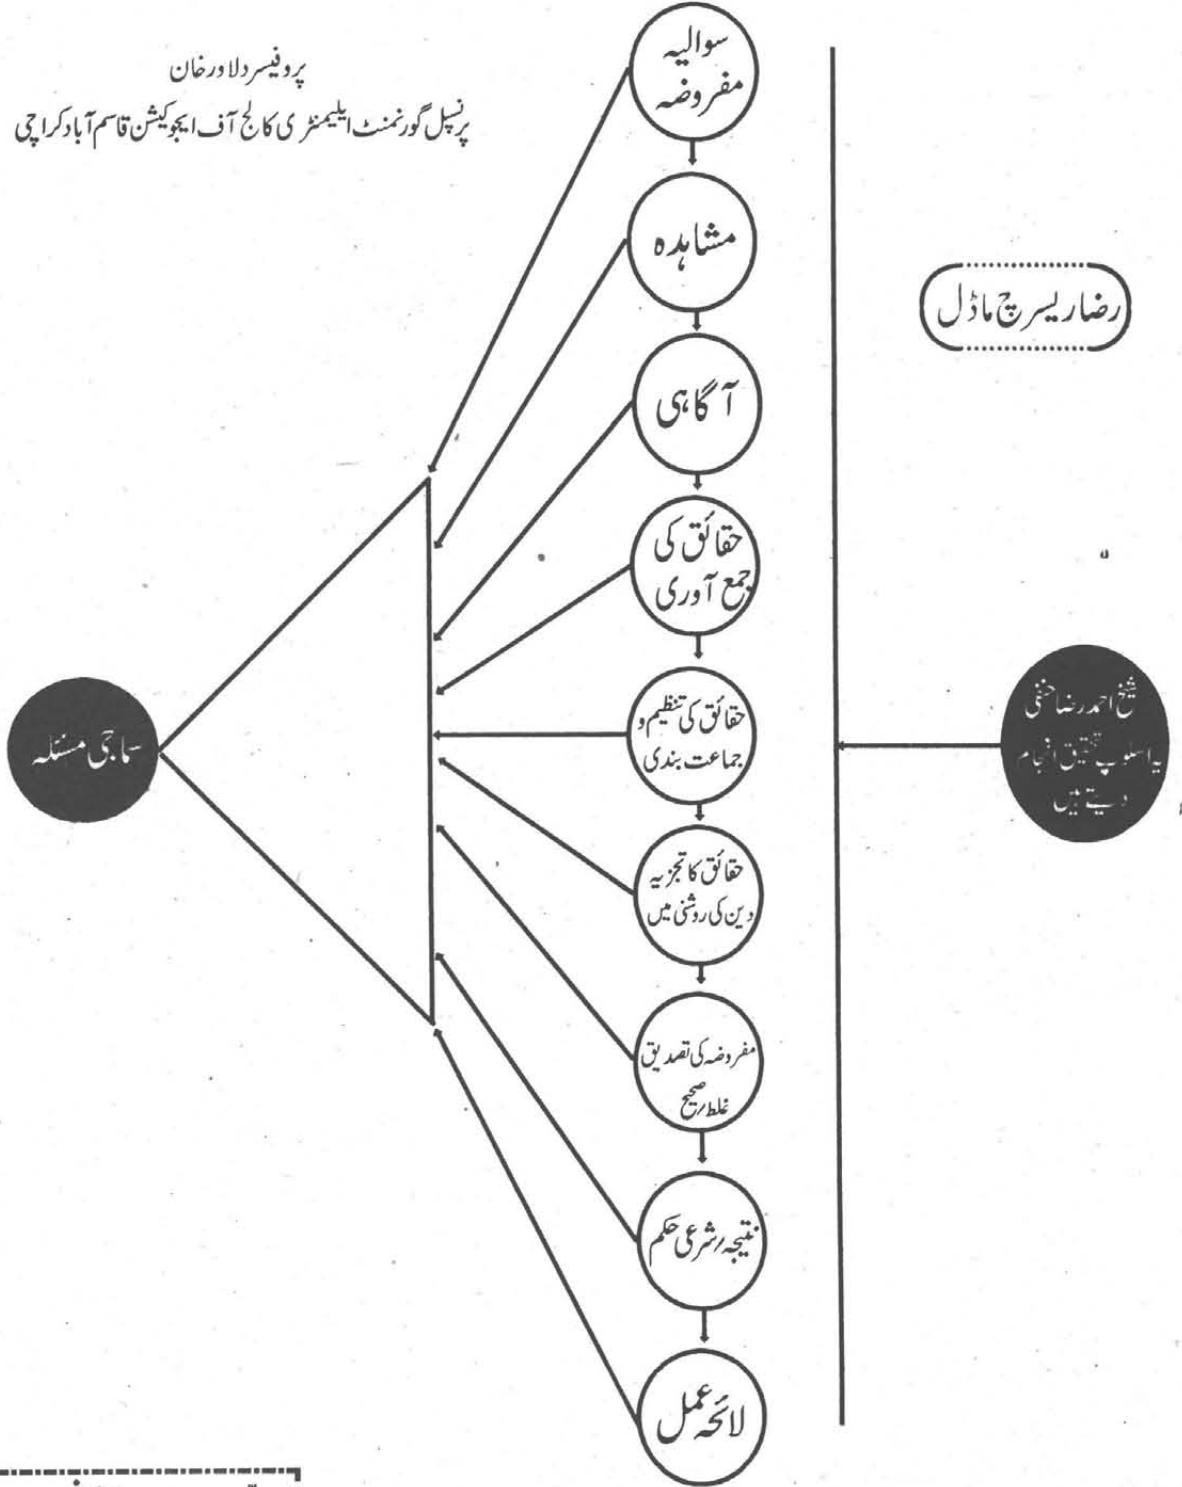 پروفیسر دلاور خان
پرنسپل گورنمنٹ ایلیمنٹری کالج آف ایجوکیشن قاسم آباد کراچی
رضا ریسرچ ماڈل
شیخ احمد رضا حنفی
یہ اسلوب تحقیق انجام
دیتے ہیں
سوالیہ
مفروضہ
مشاہدہ
آگاہی
حقائق کی
جمع آوری
حقائق کی تنظیم و
جماعت بندی
حقائق کا تجزیہ
دین کی روشنی میں
مفروضہ کی تصدیق
غلط/صحیح
نتیجہ/شرعی حکم
لائحہ عمل
سماجی مسئلہ